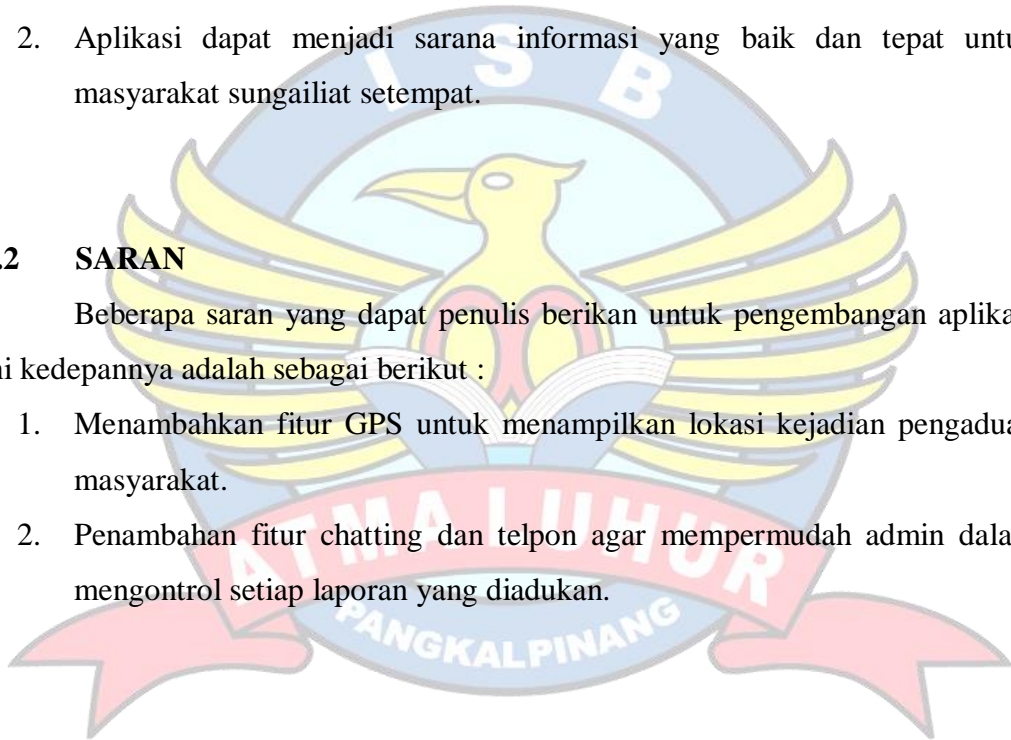 I S B
2. Aplikasi dapat menjadi sarana informasi yang baik dan tepat untu
masyarakat sungailiat setempat.
.2 SARAN
Beberapa saran yang dapat penulis berikan untuk pengembangan aplika
ni kedepannya adalah sebagai berikut :
1. Menambahkan fitur GPS untuk menampilkan lokasi kejadian pengadua
masyarakat.
2. Penambahan fitur chatting dan telpon agar mempermudah admin dala
mengontrol setiap laporan yang diadukan.
ATMA LUHUR
PANGKALPINANG